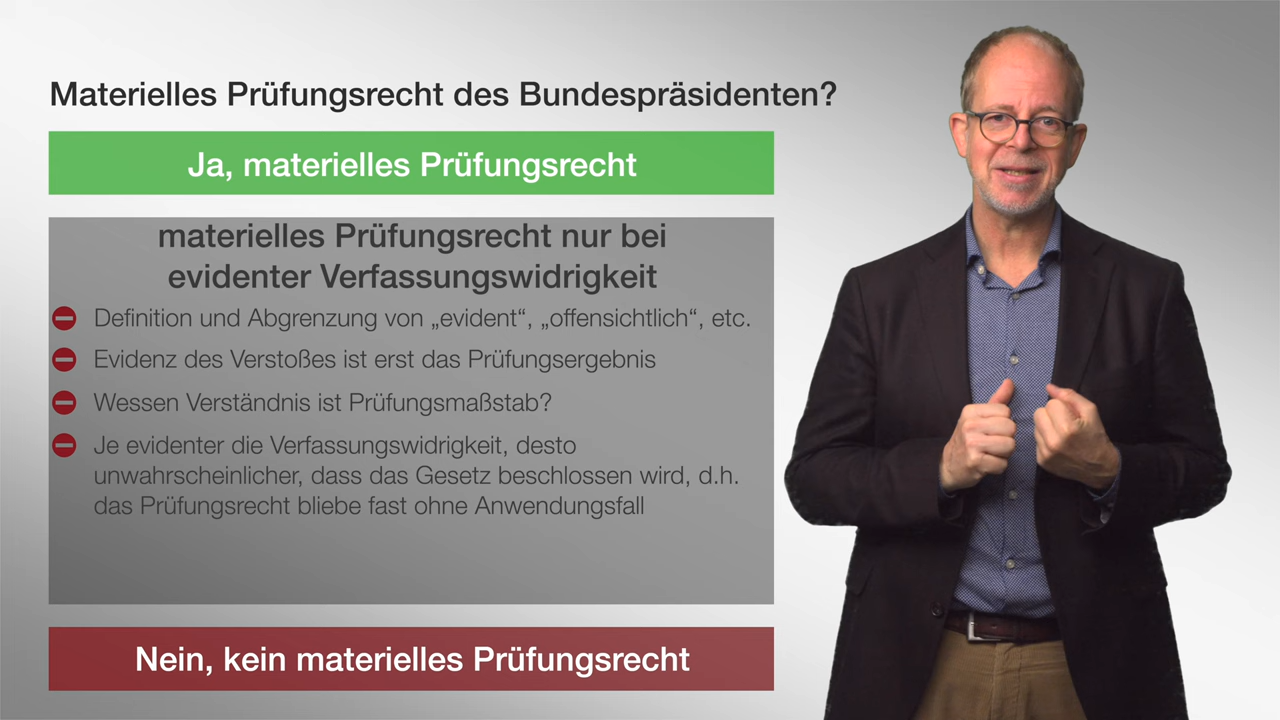 Materielles Prüfungsrecht des Bundespräsidenten?
Ja, materielles Prüfungsrecht
materielles Prüfungsrecht nur bei
evidenter Verfassungswidrigkeit
Definition und Abgrenzung von „evident“, „offensichtlich“, etc.
Evidenz des Verstoßes ist erst das Prüfungsergebnis
Wessen Verständnis ist Prüfungsmaßstab?
Je evidenter die Verfassungswidrigkeit, desto
unwahrscheinlicher, dass das Gesetz beschlossen wird, d.h.
das Prüfungsrecht bliebe fast ohne Anwendungsfall
Nein, kein materielles Prüfungsrecht